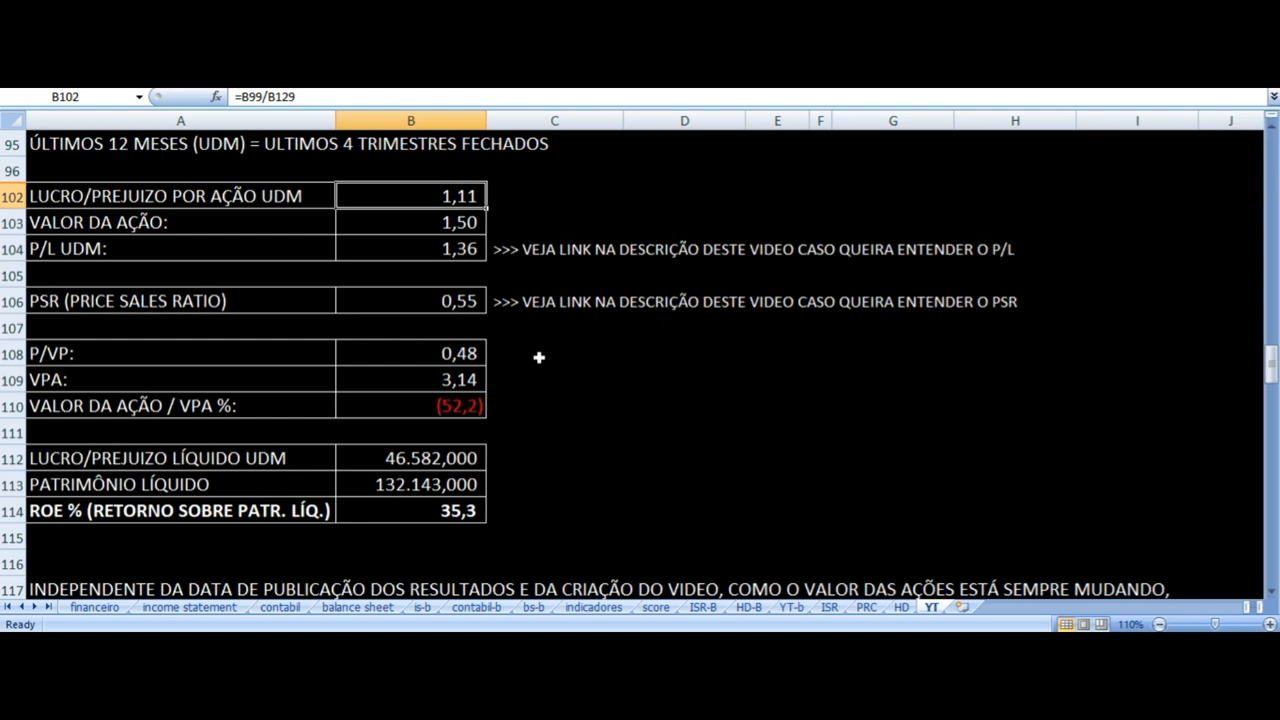 B102 fx =B99/B129
A B C D E F G H I J
95 ÚLTIMOS 12 MESES (UDM) = ULTIMOS 4 TRIMESTRES FECHADOS
96
102 LUCRO/PREJUIZO POR AÇÃO UDM 1,11
103 VALOR DA AÇÃO: 1,50
104 P/L UDM: 1,36 >>> VEJA LINK NA DESCRIÇÃO DESTE VIDEO CASO QUEIRA ENTENDER O P/L
105
106 PSR (PRICE SALES RATIO) 0,55 >>> VEJA LINK NA DESCRIÇÃO DESTE VIDEO CASO QUEIRA ENTENDER O PSR
107
108 P/VP: 0,48
109 VPA: 3,14
110 VALOR DA AÇÃO / VPA %: (52,2)
111
112 LUCRO/PREJUIZO LÍQUIDO UDM 46.582,000
113 PATRIMÔNIO LÍQUIDO 132.143,000
114 ROE % (RETORNO SOBRE PATR. LÍQ.) 35,3
115
116
117 INDEPENDENTE DA DATA DE PUBLICAÇÃO DOS RESULTADOS E DA CRIAÇÃO DO VIDEO, COMO O VALOR DAS AÇÕES ESTÁ SEMPRE MUDANDO,
financeiro income statement contabil balance sheet is-b contabil-b bs-b indicadores score ISR-B HD-B YT-b ISR PRC HD YT
Ready 110%